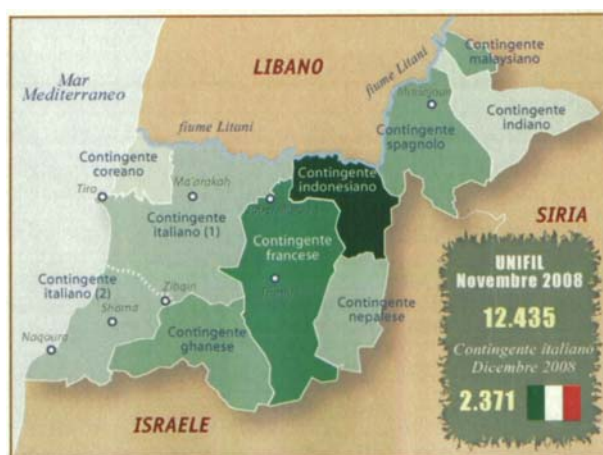 Mar
Mediterraneo
LIBANO
fiume Litani
fiume Litani
Contingente
malaysiano
Contingente
indiano
Contingente
spagnolo
Contingente
coreano
Tiro
Ma'arakah
Contingente
indonesiano
Contingente
italiano (1)
Contingente
francese
SIRIA
Contingente
italiano (2)
Zibqin
Shama
Naqoura
Contingente
ghanese
Contingente
nepalese
ISRAELE
UNIFIL
Novembre 2008
12.435
Contingente italiano
Dicembre 2008
2.371